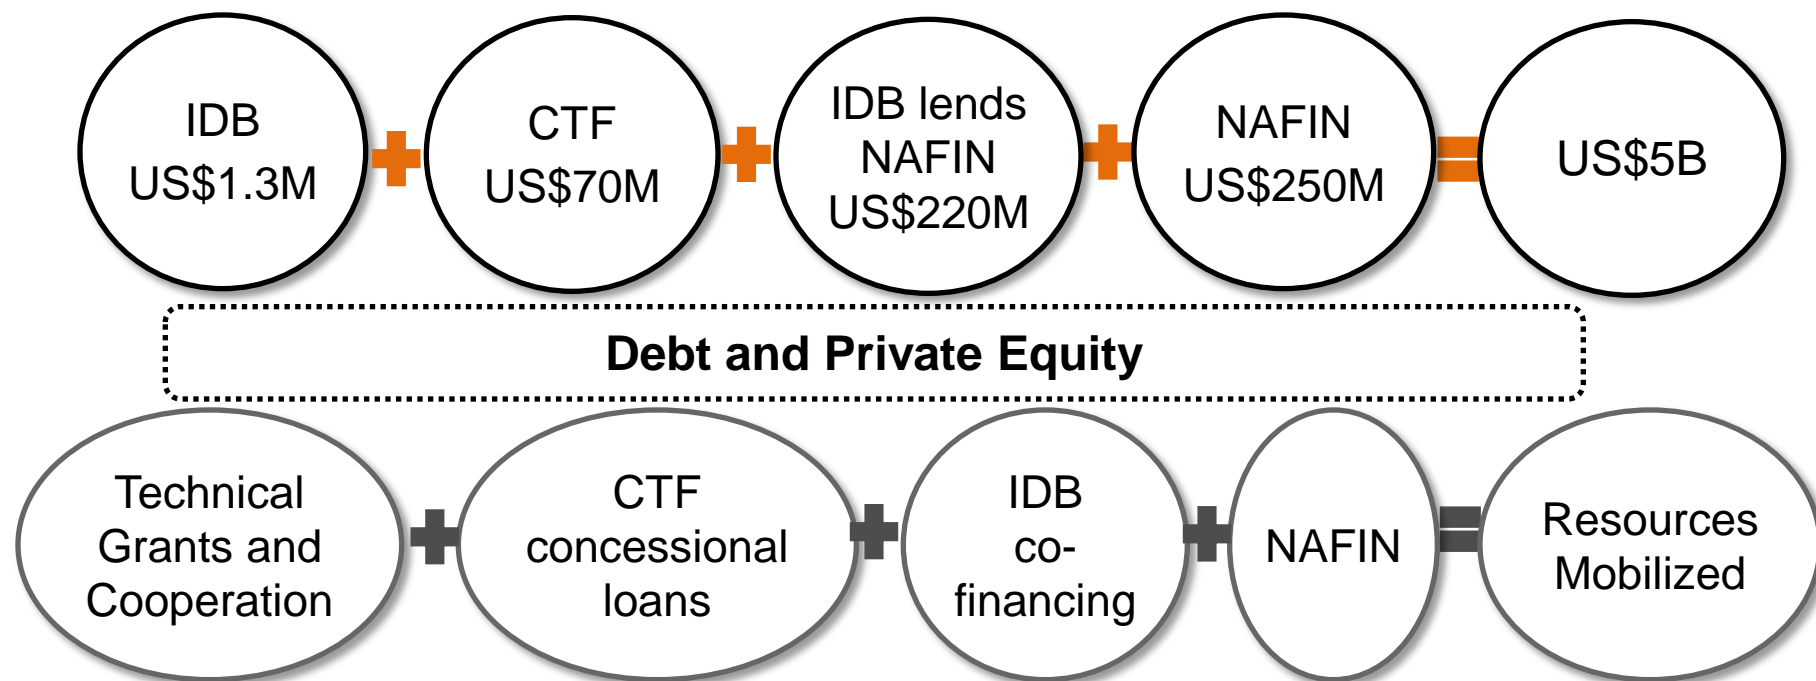 IDB
US$1.3M
CTF
US$70M
IDB lends
NAFIN
US$220M
NAFIN
US$250M
US$5B
Debt and Private Equity
Technical
Grants and
Cooperation
CTF
concessional
loans
IDB
co-
financing
NAFIN
Resources
Mobilized